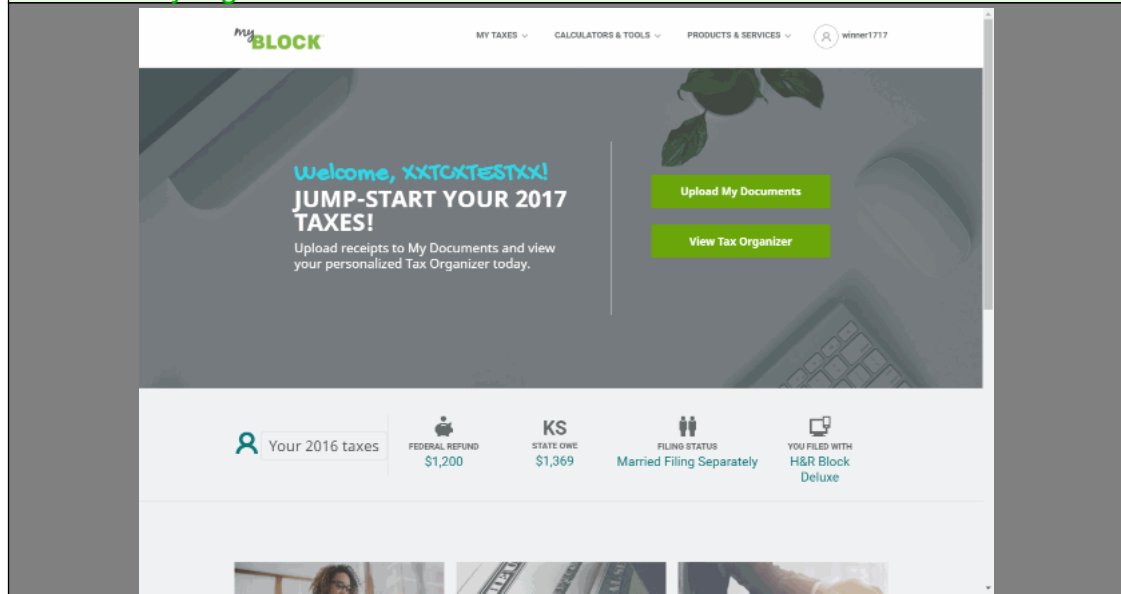 myBLOCK
MY TAXES
CALCULATORS & TOOLS
PRODUCTS & SERVICES
winner1717
Welcome, XXTCXTESTXX!
JUMP-START YOUR 2017
TAXES!
Upload receipts to My Documents and view
your personalized Tax Organizer today.
Upload My Documents
View Tax Organizer
Your 2016 taxes
FEDERAL REFUND
$1,200
KS
STATE OWE
$1,369
FILING STATUS
Married Filing Separately
YOU FILED WITH
H&R Block
Deluxe